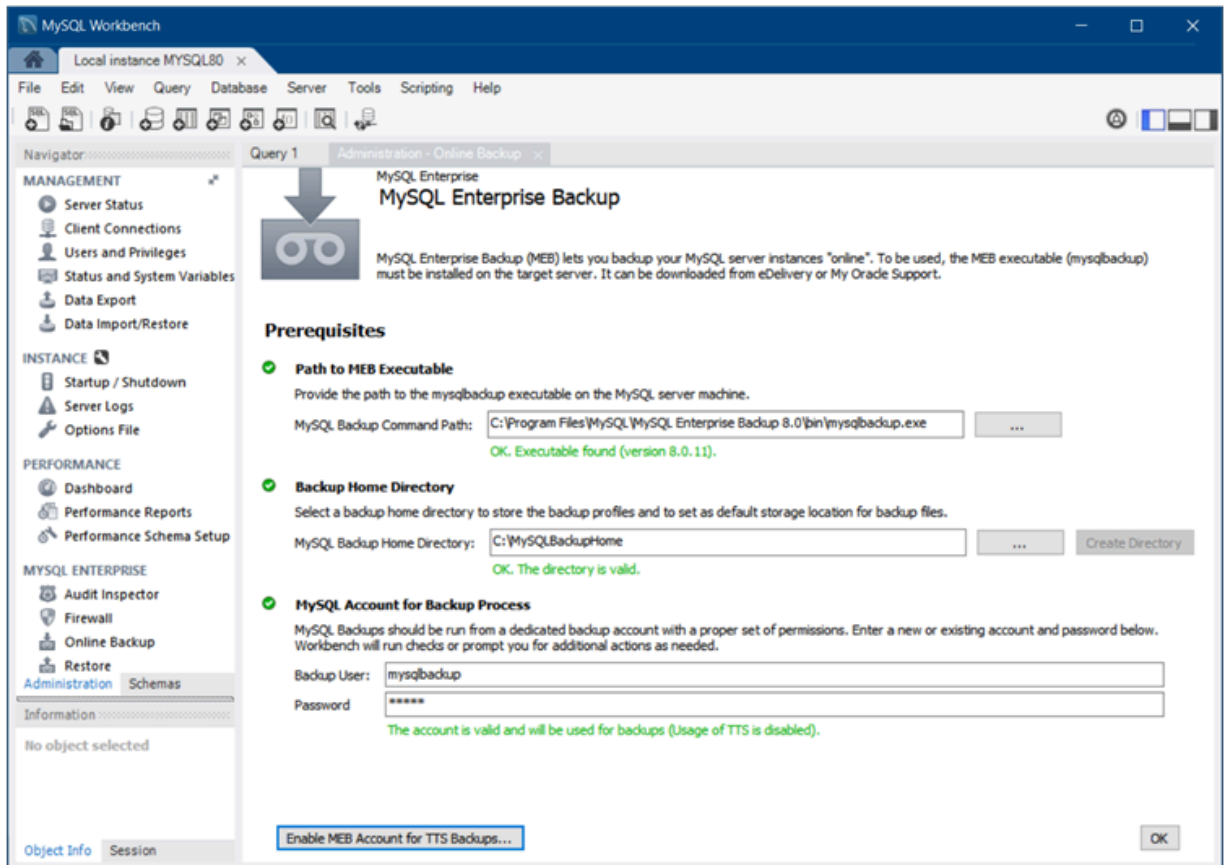 MySQL Workbench
Local instance MYSQL80
File Edit View Query Database Server Tools Scripting Help
Navigator
MANAGEMENT
Server Status
Client Connections
Users and Privileges
Status and System Variables
Data Export
Data Import/Restore
INSTANCE
Startup / Shutdown
Server Logs
Options File
PERFORMANCE
Dashboard
Performance Reports
Performance Schema Setup
MYSQL ENTERPRISE
Audit Inspector
Firewall
Online Backup
Restore
Administration Schemas
Information
No object selected
Object Info Session
Query 1 Administration - Online Backup
MySQL Enterprise
MySQL Enterprise Backup
MySQL Enterprise Backup (MEB) lets you backup your MySQL server instances "online". To be used, the MEB executable (mysqlbackup)
must be installed on the target server. It can be downloaded from eDelivery or My Oracle Support.
Prerequisites
Path to MEB Executable
Provide the path to the mysqlbackup executable on the MySQL server machine.
MySQL Backup Command Path: C:\Program Files\MySQL\MySQL Enterprise Backup 8.0\bin\mysqlbackup.exe ...
OK. Executable found (version 8.0.11).
Backup Home Directory
Select a backup home directory to store the backup profiles and to set as default storage location for backup files.
MySQL Backup Home Directory: C:\MySQLBackupHome ... Create Directory
OK. The directory is valid.
MySQL Account for Backup Process
MySQL Backups should be run from a dedicated backup account with a proper set of permissions. Enter a new or existing account and password below.
Workbench will run checks or prompt you for additional actions as needed.
Backup User: mysqlbackup
Password *****
The account is valid and will be used for backups (Usage of TTS is disabled).
Enable MEB Account for TTS Backups... OK